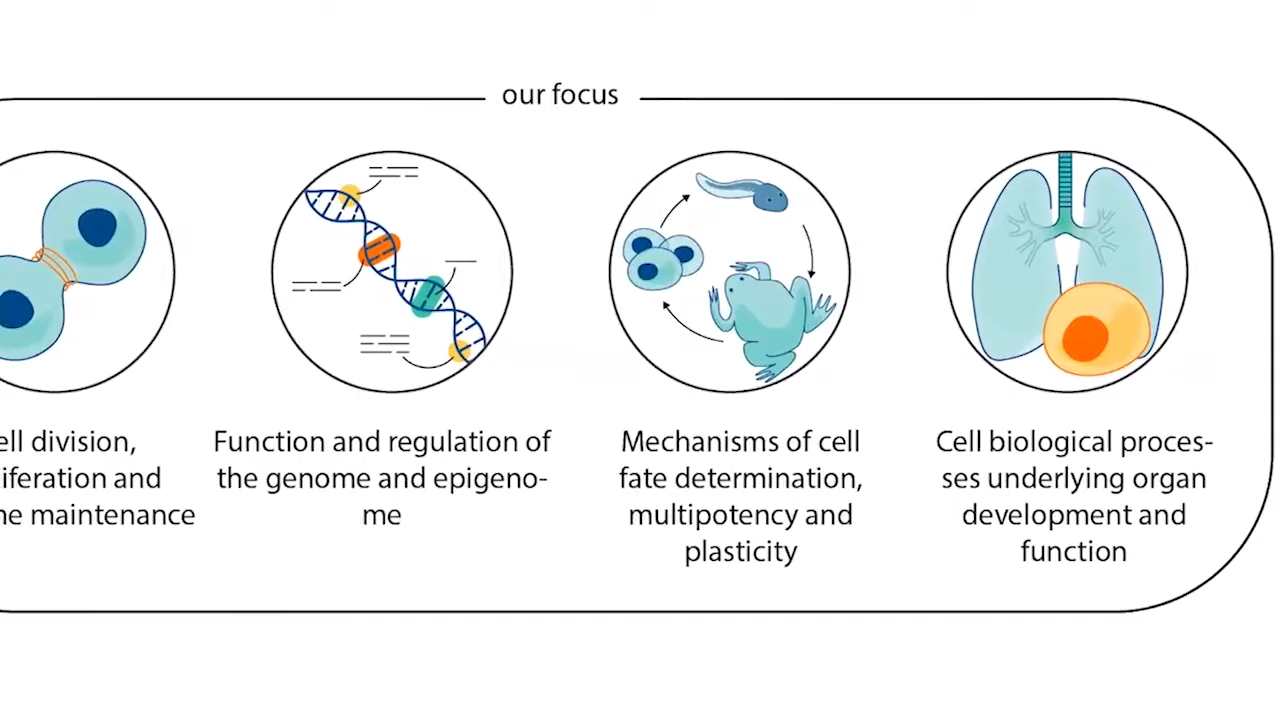 our focus
ell division,
iferation and
me maintenance
Function and regulation of
the genome and epigeno-
me
Mechanisms of cell
fate determination,
multipotency and
plasticity
Cell biological proces-
ses underlying organ
development and
function